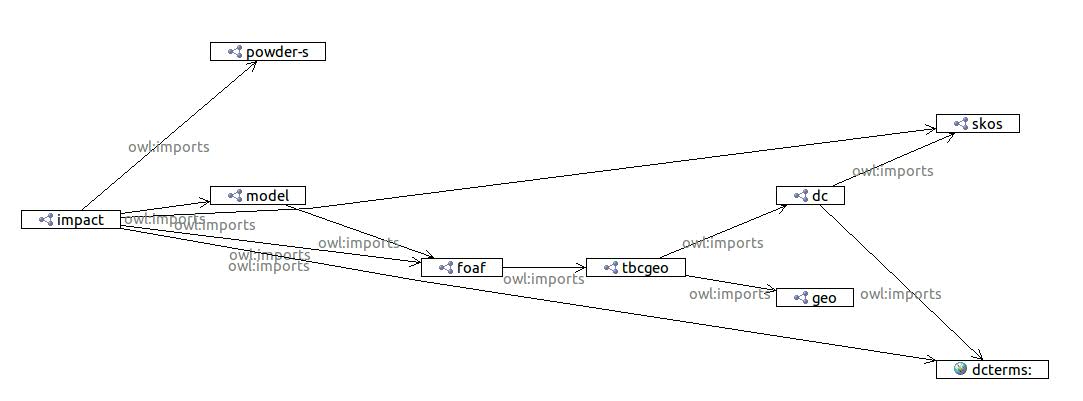 powder-s
skos
owl:imports
owl:imports
model
dc
impact
owl:imports
owl:imports
owl:imports
owl:imports
owl:imports
owl:imports
foaf
tbcgeo
owl:imports
owl:imports
geo
owl:imports
dcterms: